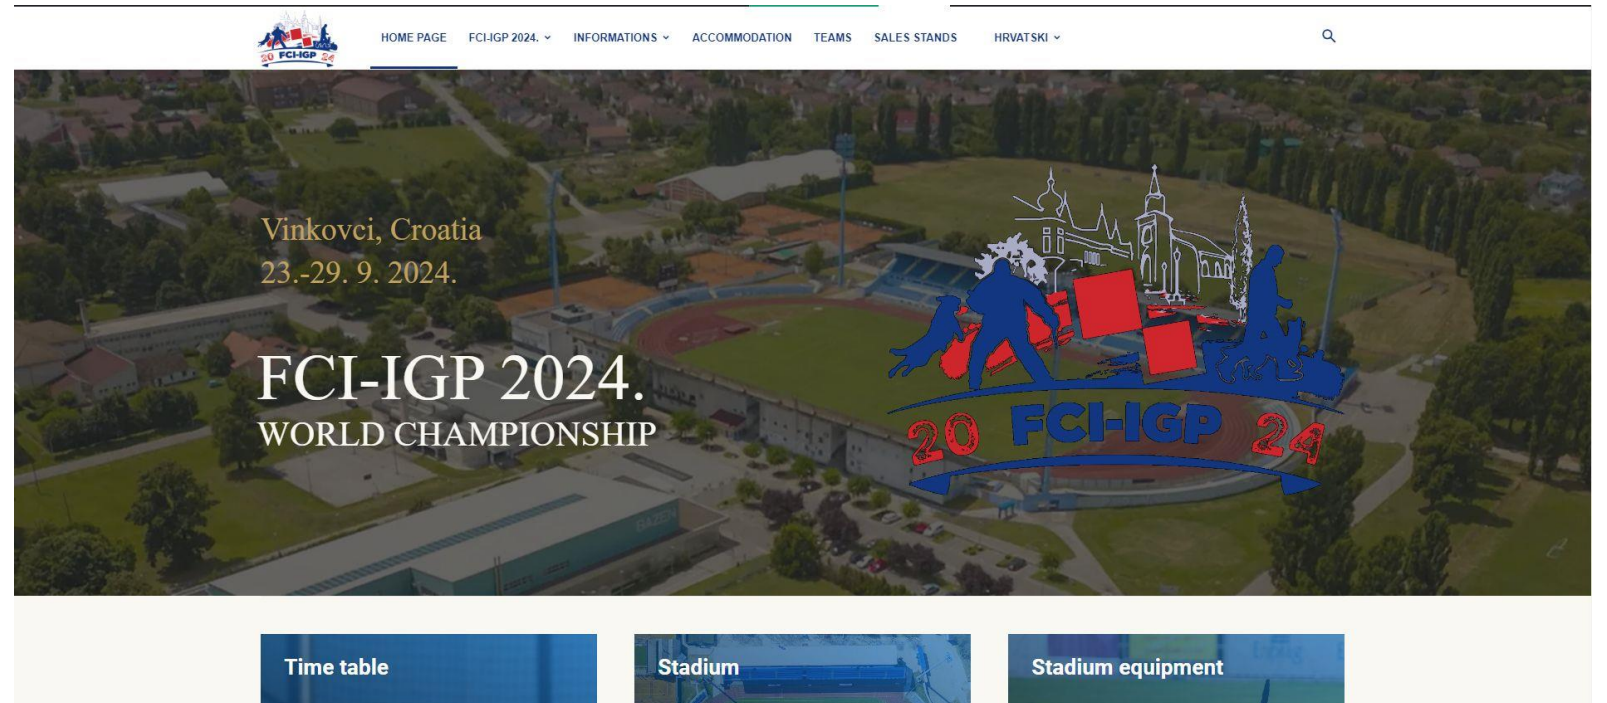 20 FCI-IGP 24
HOME PAGE
FCI-IGP 2024.
INFORMATIONS
ACCOMMODATION
TEAMS
SALES STANDS
HRVATSKI
Vinkovci, Croatia
23.-29. 9. 2024.
FCI-IGP 2024.
WORLD CHAMPIONSHIP
20 FCI-IGP 24
BAZEN
Time table
Stadium
Stadium equipment